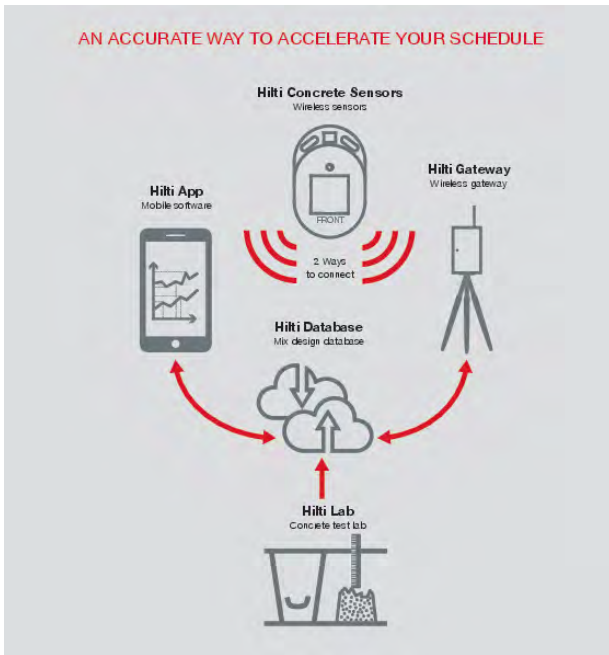 AN ACCURATE WAY TO ACCELERATE YOUR SCHEDULE
Hilti Concrete Sensors
Wireless sensors
Hilti Gateway
Wireless gateway
Hilti App
Mobile software
FRONT
2 Ways
to connect
Hilti Database
Mix design database
Hilti Lab
Concrete test lab